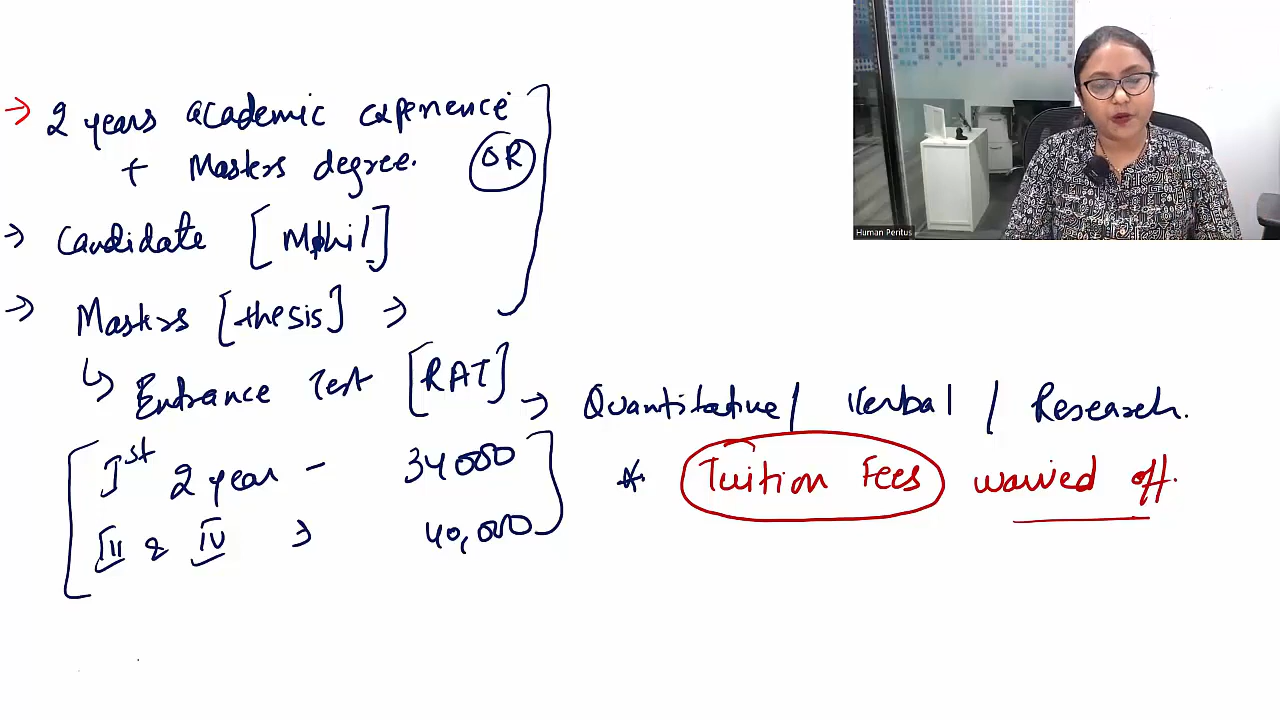 → 2 years academic experience
+ Masters degree. OR
→ Candidate [Mphil]
→ Masters [thesis] →
↳ Entrance Test [RAT]
→ Quantitative / Verbal / Research.
Ist 2 year - 34000
III & IV → 40,000
* Tuition Fees waived off.
Human Peritus